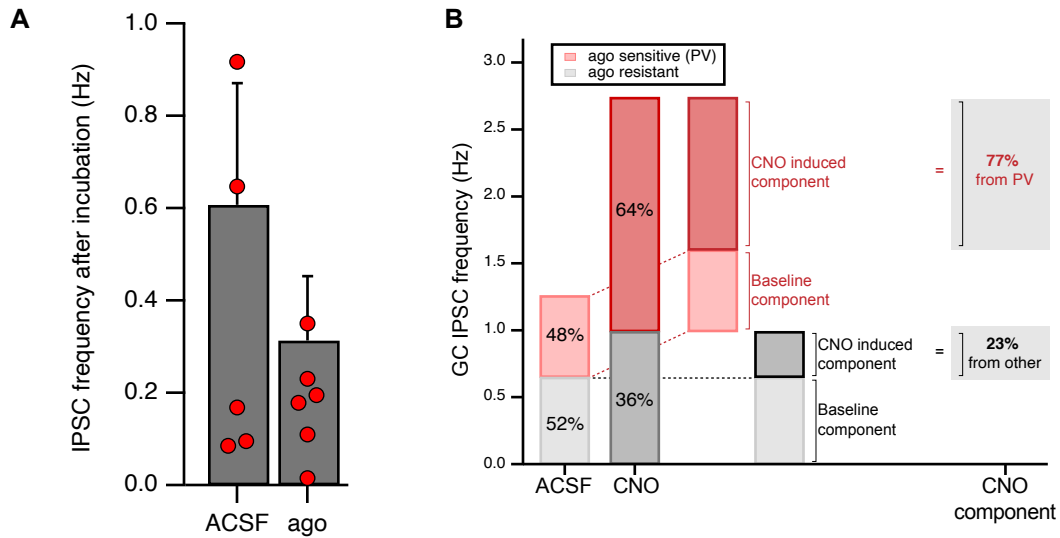 A
IPSC frequency after incubation (Hz)
1.0
0.8
0.6
0.4
0.2
0.0
ACSF
ago
B
GC IPSC frequency (Hz)
3.0
2.5
2.0
1.5
1.0
0.5
0.0
ago sensitive (PV)
ago resistant
48%
52%
64%
36%
CNO induced
component
Baseline
component
CNO induced
component
Baseline
component
=
77%
from PV
=
23%
from other
ACSF
CNO
CNO
component